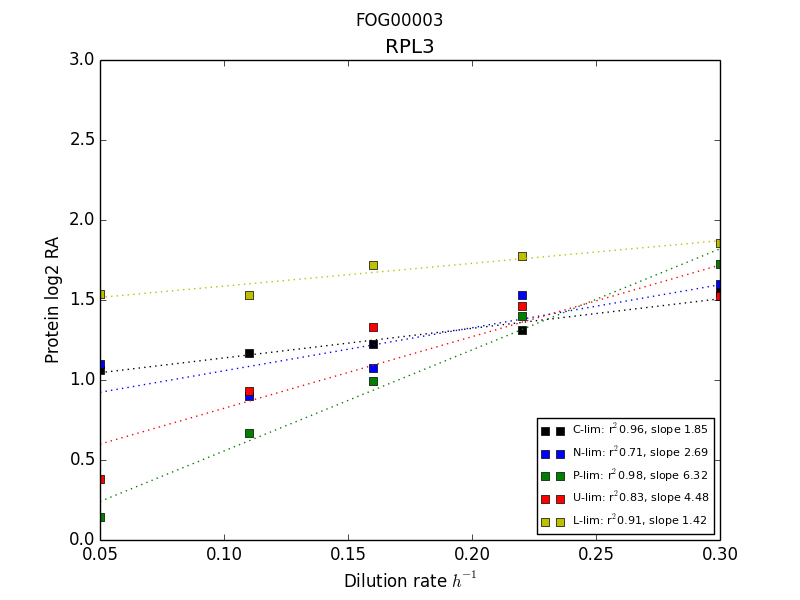 FOG00003
RPL3
3.0
2.5
2.0
1.5
1.0
0.5
0.0
Protein log2 RA
0.05 0.10 0.15 0.20 0.25 0.30
Dilution rate h⁻¹
C-lim: r² 0.96, slope 1.85
N-lim: r² 0.71, slope 2.69
P-lim: r² 0.98, slope 6.32
U-lim: r² 0.83, slope 4.48
L-lim: r² 0.91, slope 1.42